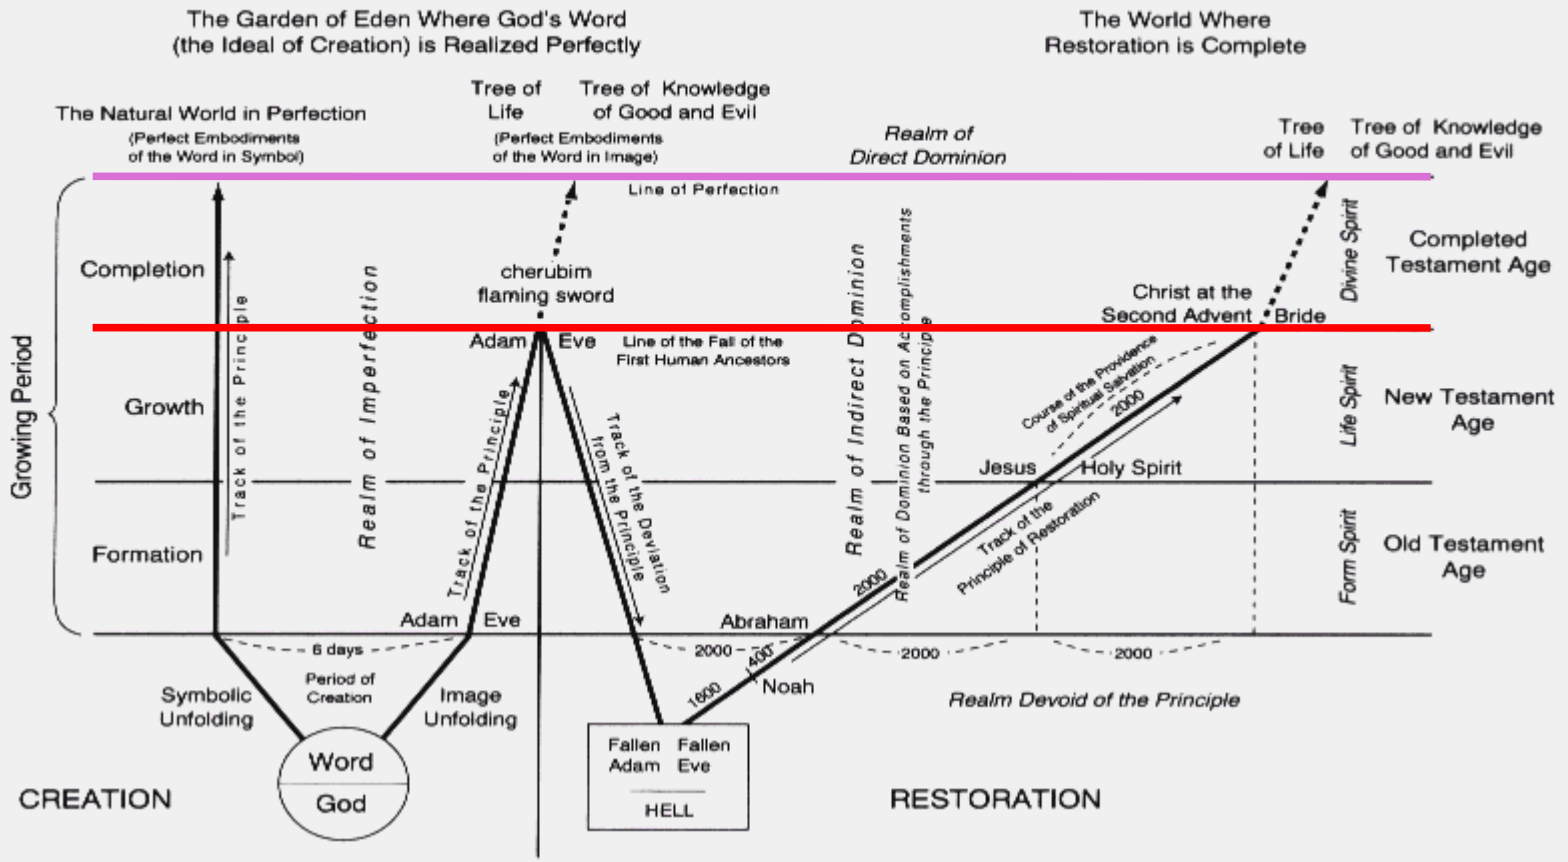 The Garden of Eden Where God's Word
(the Ideal of Creation) is Realized Perfectly
The World Where
Restoration is Complete
The Natural World in Perfection
(Perfect Embodiments
of the Word in Symbol)
Tree of
Life
Tree of Knowledge
of Good and Evil
(Perfect Embodiments
of the Word in Image)
Realm of
Direct Dominion
Tree
of Life
Tree of Knowledge
of Good and Evil
Line of Perfection
Growing Period
Completion
Growth
Formation
Track of the Principle
Realm of Imperfection
cherubim
flaming sword
Adam
Eve
Line of the Fall of the
First Human Ancestors
Track of the Principle
Track of the Deviation
from the Principle
Realm of Indirect Dominion
Realm of Dominion Based on Accomplishments
through the Principle
Christ at the
Second Advent
Bride
Course of the Providence
of Spiritual Salvation
2000
Jesus
Holy Spirit
Track of the
Principle of Restoration
2000
Divine Spirit
Completed
Testament Age
Life Spirit
New Testament
Age
Form Spirit
Old Testament
Age
Adam
Eve
Abraham
6 days
Period of
Creation
2000
2000
2000
400
1600
Noah
Symbolic
Unfolding
Image
Unfolding
Realm Devoid of the Principle
Word
God
Fallen
Adam
Fallen
Eve
HELL
CREATION
RESTORATION